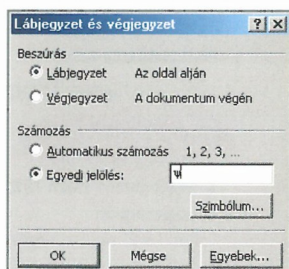 Lábjegyzet és végjegyzet
Beszúrás
Lábjegyzet Az oldal alján
Végjegyzet A dokumentum végén
Számozás
Automatikus számozás 1, 2, 3, ...
Egyedi jelölés: ψ
Szimbólum...
OK Mégse Egyebek...